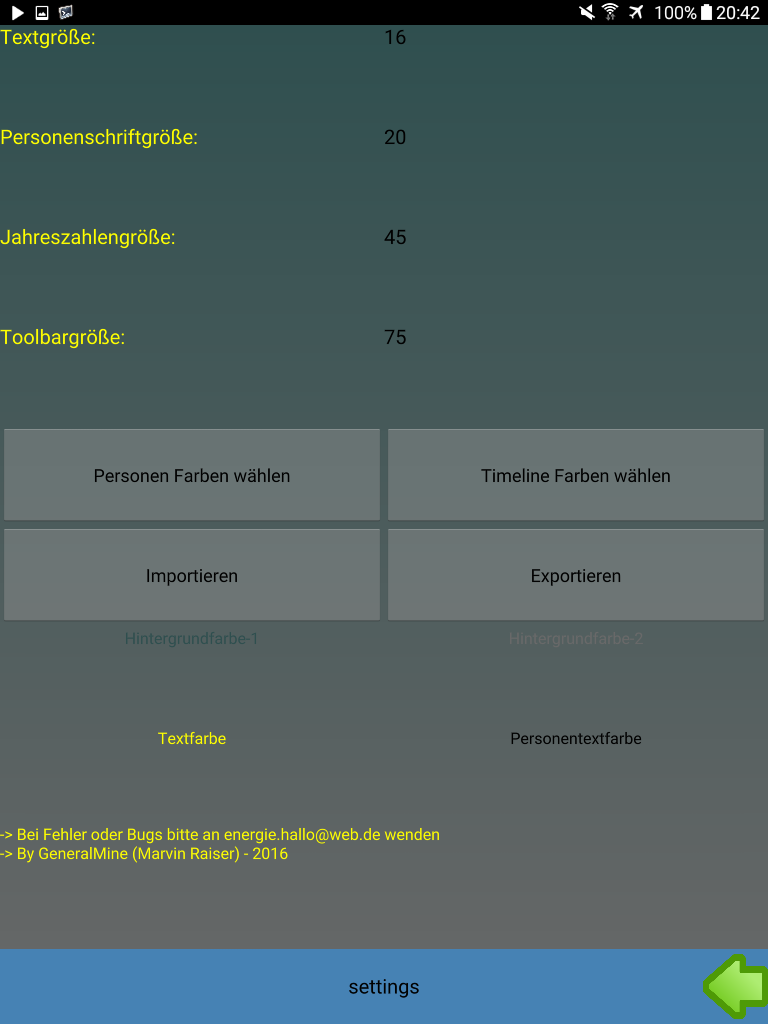 100% 20:42
Textgröße: 16
Personenschriftgröße: 20
Jahreszahlengröße: 45
Toolbargröße: 75
Personen Farben wählen Timeline Farben wählen
Importieren Exportieren
Hintergrundfarbe-1 Hintergrundfarbe-2
Textfarbe Personentextfarbe
-> Bei Fehler oder Bugs bitte an energie.hallo@web.de wenden
-> By GeneralMine (Marvin Raiser) - 2016
settings